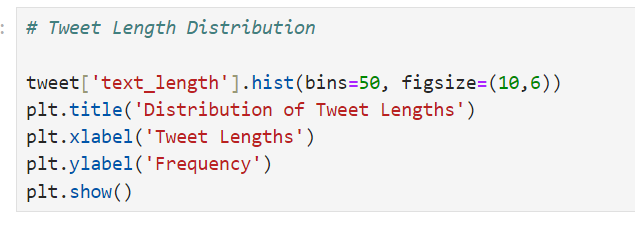 :
# Tweet Length Distribution
tweet['text_length'].hist(bins=50, figsize=(10,6))
plt.title('Distribution of Tweet Lengths')
plt.xlabel('Tweet Lengths')
plt.ylabel('Frequency')
plt.show()